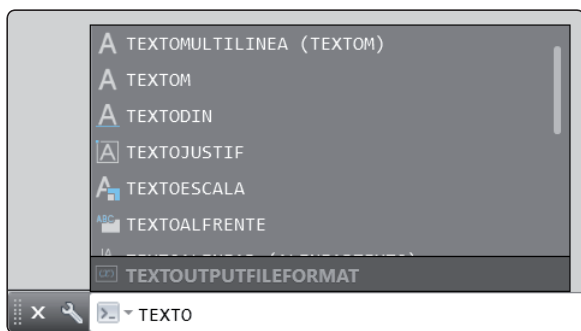 TEXTOMULTILINEA (TEXTOM)
TEXTOM
TEXTODIN
TEXTOJUSTIF
TEXTOESCALA
TEXTOALFRENTE
TEXTOUTPUTFILEFORMAT
TEXTO